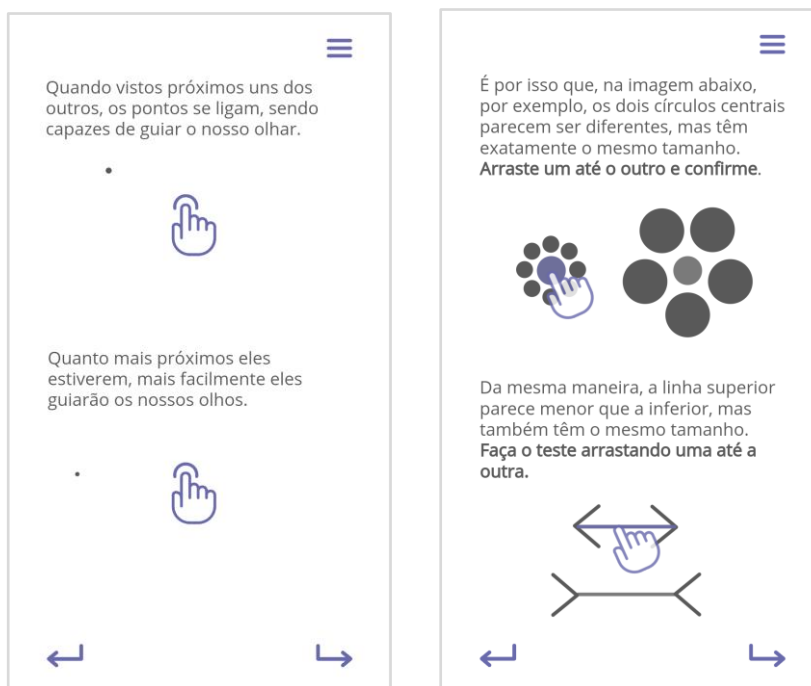 Quando vistos próximos uns dos
outros, os pontos se ligam, sendo
capazes de guiar o nosso olhar.
Quanto mais próximos eles
estiverem, mais facilmente eles
guiarão os nossos olhos.
É por isso que, na imagem abaixo,
por exemplo, os dois círculos centrais
parecem ser diferentes, mas têm
exatamente o mesmo tamanho.
Arraste um até o outro e confirme.
Da mesma maneira, a linha superior
parece menor que a inferior, mas
também têm o mesmo tamanho.
Faça o teste arrastando uma até a
outra.